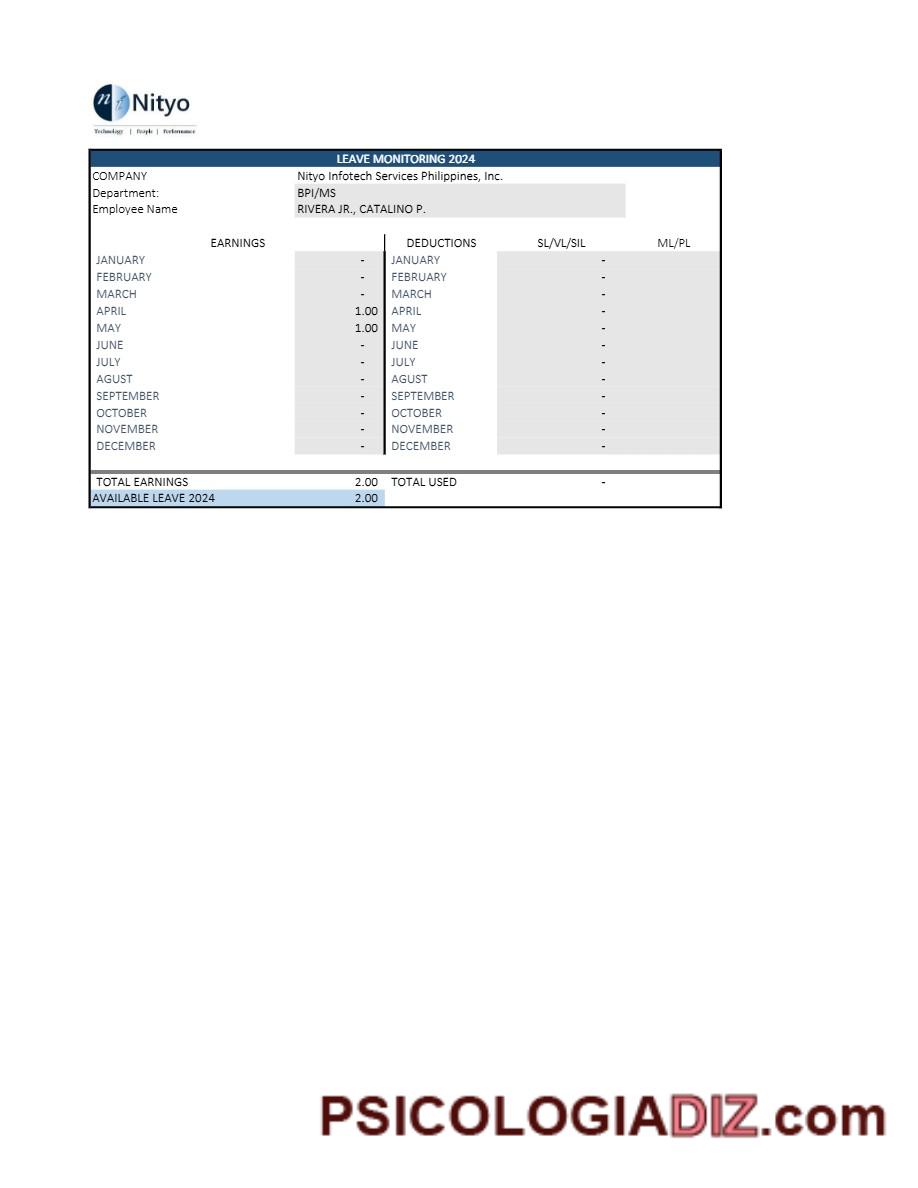 ni Nityo
Technology | People | Performance
LEAVE MONITORING 2024
COMPANY Nityo Infotech Services Philippines, Inc.
Department: BPI/MS
Employee Name RIVERA JR., CATALINO P.
EARNINGS DEDUCTIONS SL/VL/SIL ML/PL
JANUARY - JANUARY -
FEBRUARY - FEBRUARY -
MARCH - MARCH -
APRIL 1.00 APRIL -
MAY 1.00 MAY -
JUNE - JUNE -
JULY - JULY -
AGUST - AGUST -
SEPTEMBER - SEPTEMBER -
OCTOBER - OCTOBER -
NOVEMBER - NOVEMBER -
DECEMBER - DECEMBER -
TOTAL EARNINGS 2.00 TOTAL USED -
AVAILABLE LEAVE 2024 2.00
PSICOLOGIADIZ.com